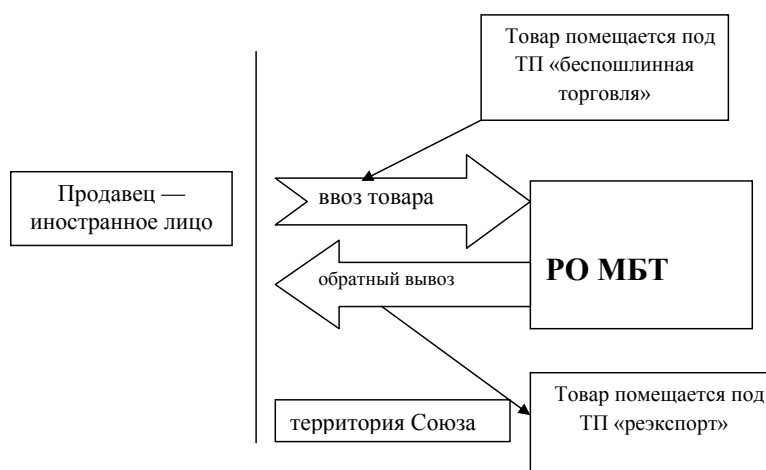 Товар помещается под
ТП «беспошлинная
торговля»
Продавец —
иностранное лицо
ввоз товара
РО МБТ
обратный вывоз
территория Союза
Товар помещается под
ТП «реэкспорт»